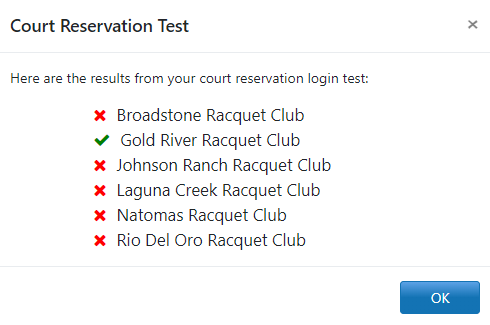 Court Reservation Test
Here are the results from your court reservation login test:
Broadstone Racquet Club
Gold River Racquet Club
Johnson Ranch Racquet Club
Laguna Creek Racquet Club
Natomas Racquet Club
Rio Del Oro Racquet Club
OK